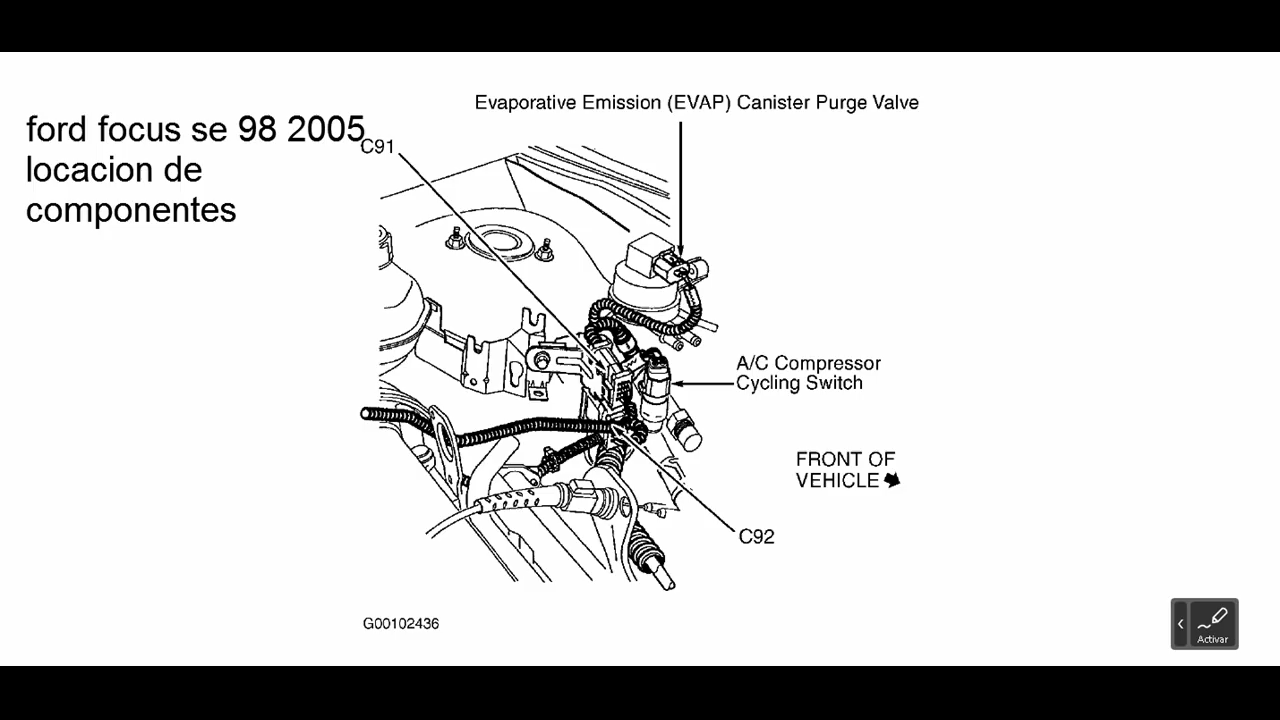 Evaporative Emission (EVAP) Canister Purge Valve
ford focus se 98 2005
locacion de
componentes
C91
A/C Compressor
Cycling Switch
FRONT OF
VEHICLE
C92
G00102436
Activar